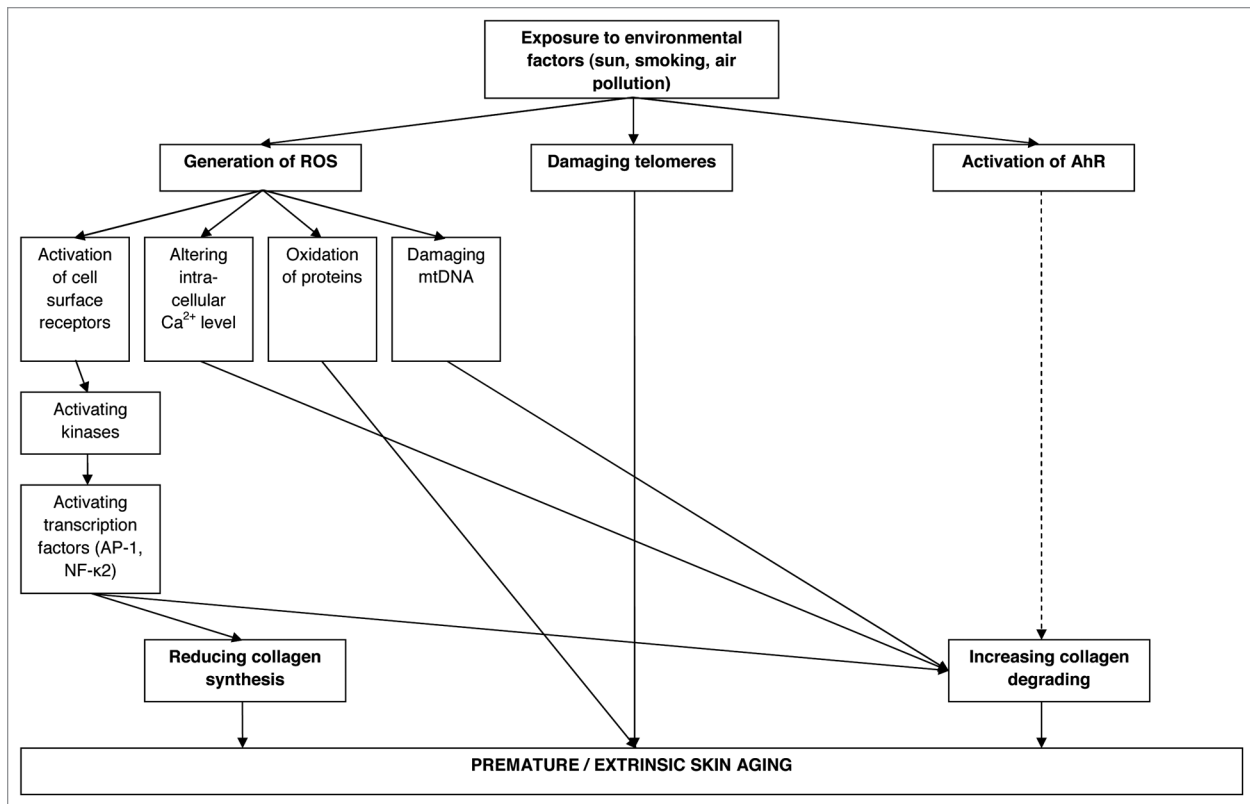 Exposure to environmental
factors (sun, smoking, air
pollution)
Generation of ROS
Damaging telomeres
Activation of AhR
Activation
of cell
surface
receptors
Altering
intra-
cellular
Ca²⁺ level
Oxidation
of proteins
Damaging
mtDNA
Activating
kinases
Activating
transcription
factors (AP-1,
NF-κ2)
Reducing collagen
synthesis
Increasing collagen
degrading
PREMATURE / EXTRINSIC SKIN AGING